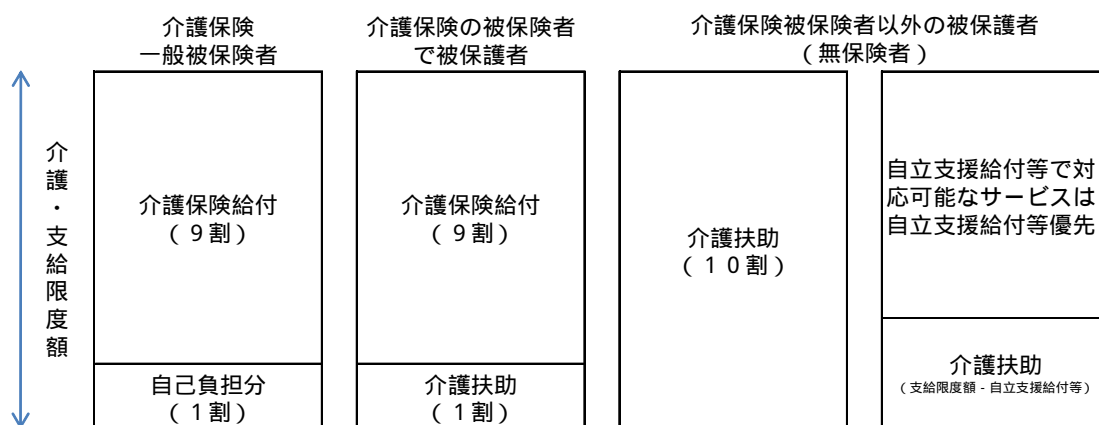 介護保険
一般被保険者
介護保険の被保険者
で被保護者
介護保険被保険者以外の被保護者
（無保険者）
介護・支給限度額
介護保険給付
（９割）
自己負担分
（１割）
介護保険給付
（９割）
介護扶助
（１割）
介護扶助
（１０割）
自立支援給付等で対
応可能なサービスは
自立支援給付等優先
介護扶助
（支給限度額－自立支援給付等）